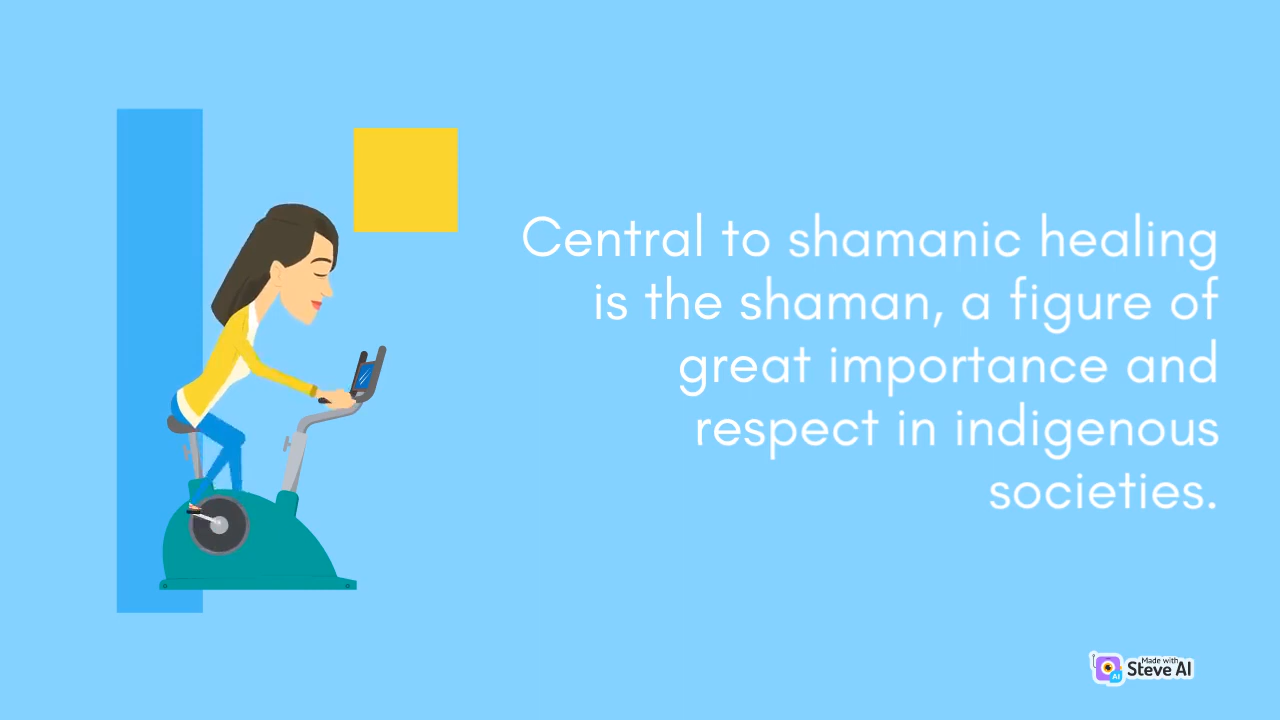 Central to shamanic healing
is the shaman, a figure of
great importance and
respect in indigenous
societies.
Made with
Steve AI
AI